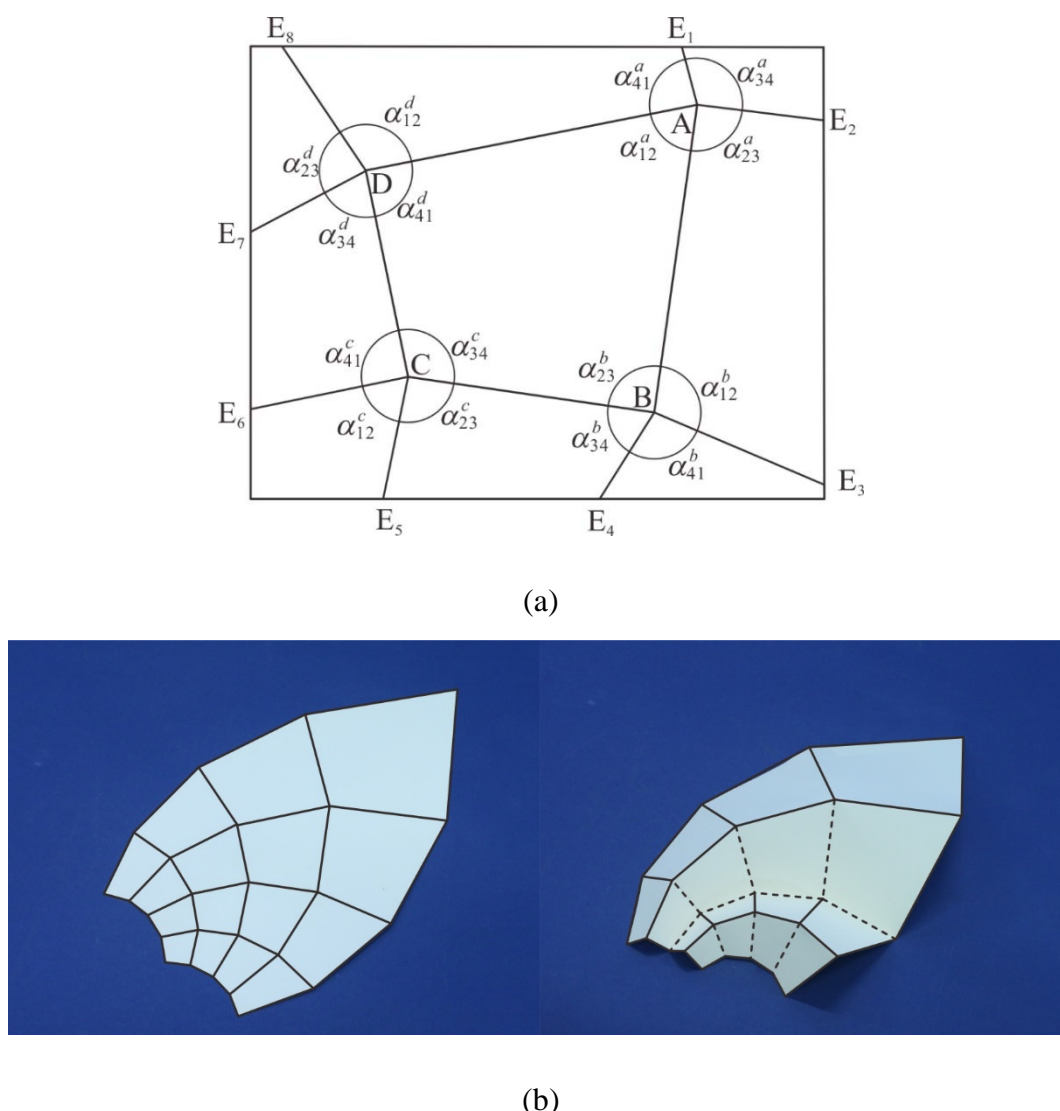 E₈ E₁
α₄₁ᵃ α₃₄ᵃ
A E₂
α₁₂ᵈ α₁₂ᵃ α₂₃ᵃ
α₂₃ᵈ D
α₄₁ᵈ
E₇ α₃₄ᵈ
α₄₁ᶜ C α₃₄ᶜ
α₂₃ᵇ α₁₂ᵇ
B
E₆ α₁₂ᶜ α₂₃ᶜ α₃₄ᵇ
α₄₁ᵇ
E₃
E₅ E₄
(a)
(b)